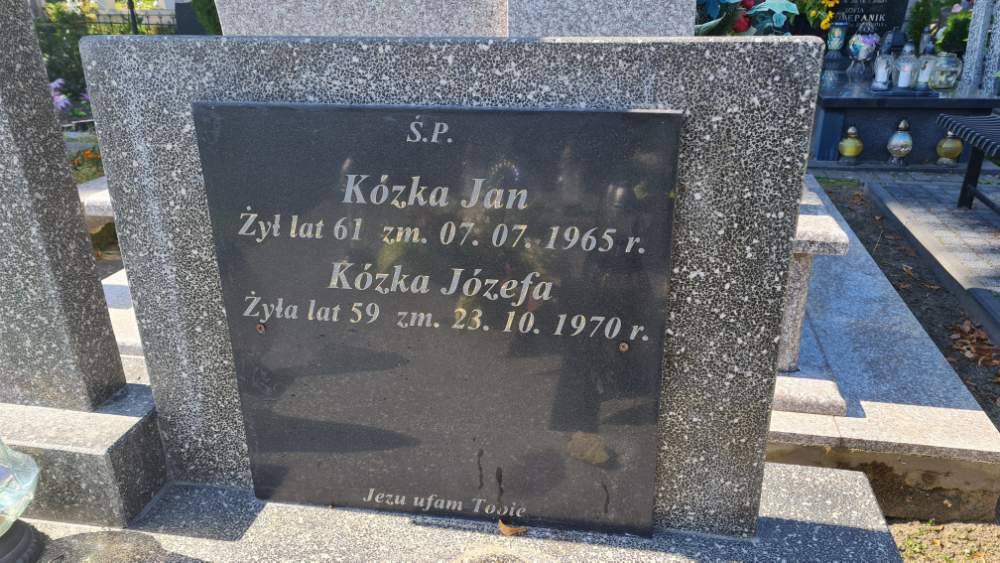 Ś.P.
Kózka Jan
Żył lat 61 zm. 07. 07. 1965 r.
Kózka Józefa
Żyła lat 59 zm. 23. 10. 1970 r.
Jezu ufam Tobie